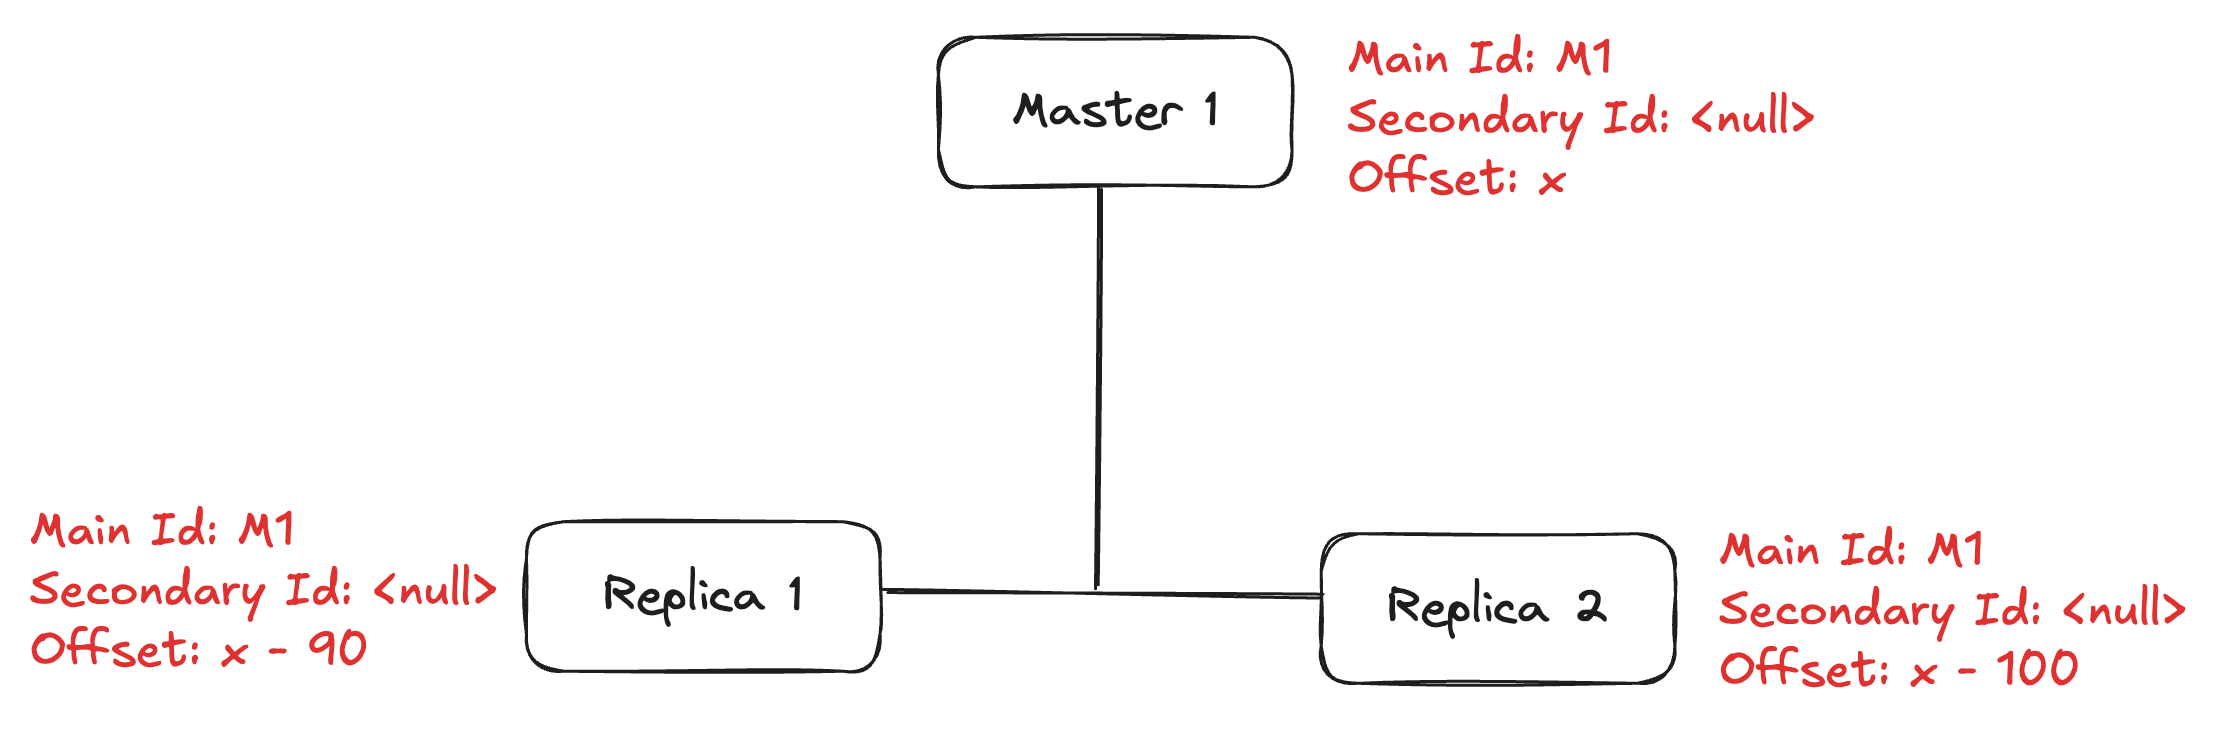 Master 1
Main Id: M1
Secondary Id: <null>
Offset: x
Main Id: M1
Secondary Id: <null>
Offset: x - 90
Replica 1
Replica 2
Main Id: M1
Secondary Id: <null>
Offset: x - 100